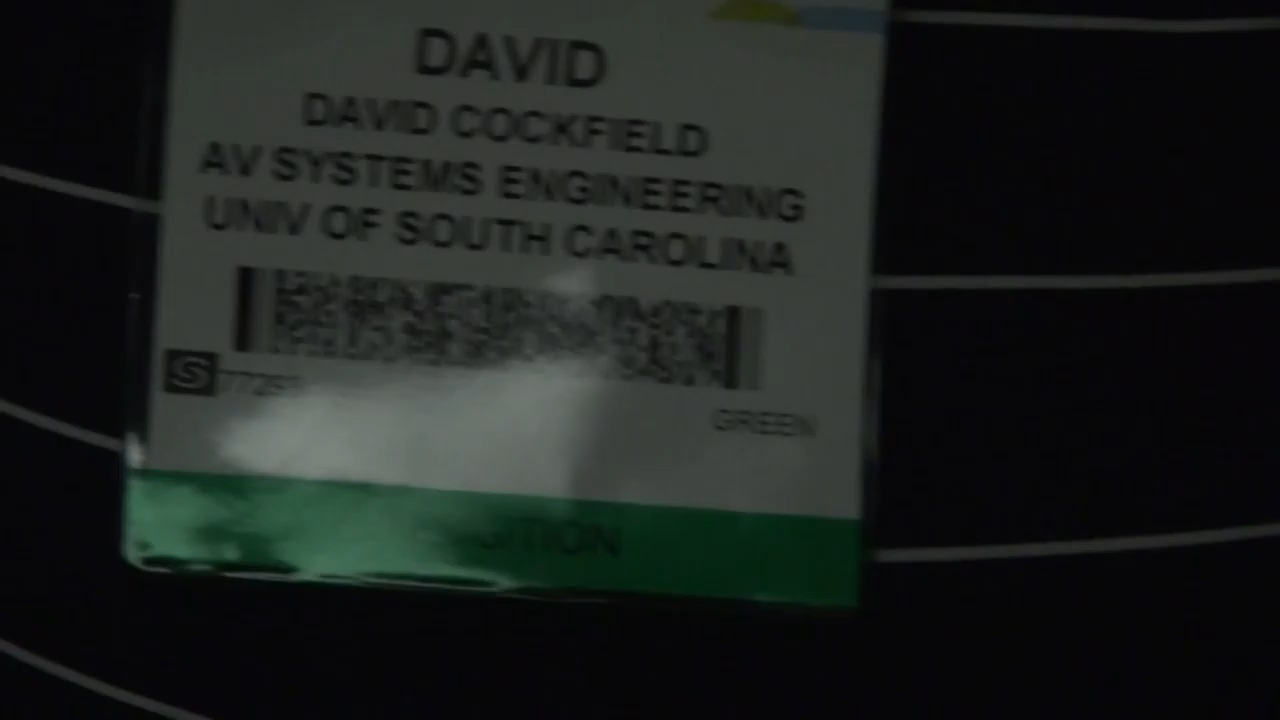 DAVID
DAVID COCKFIELD
AV SYSTEMS ENGINEERING
UNIV OF SOUTH CAROLINA
S
GREEN